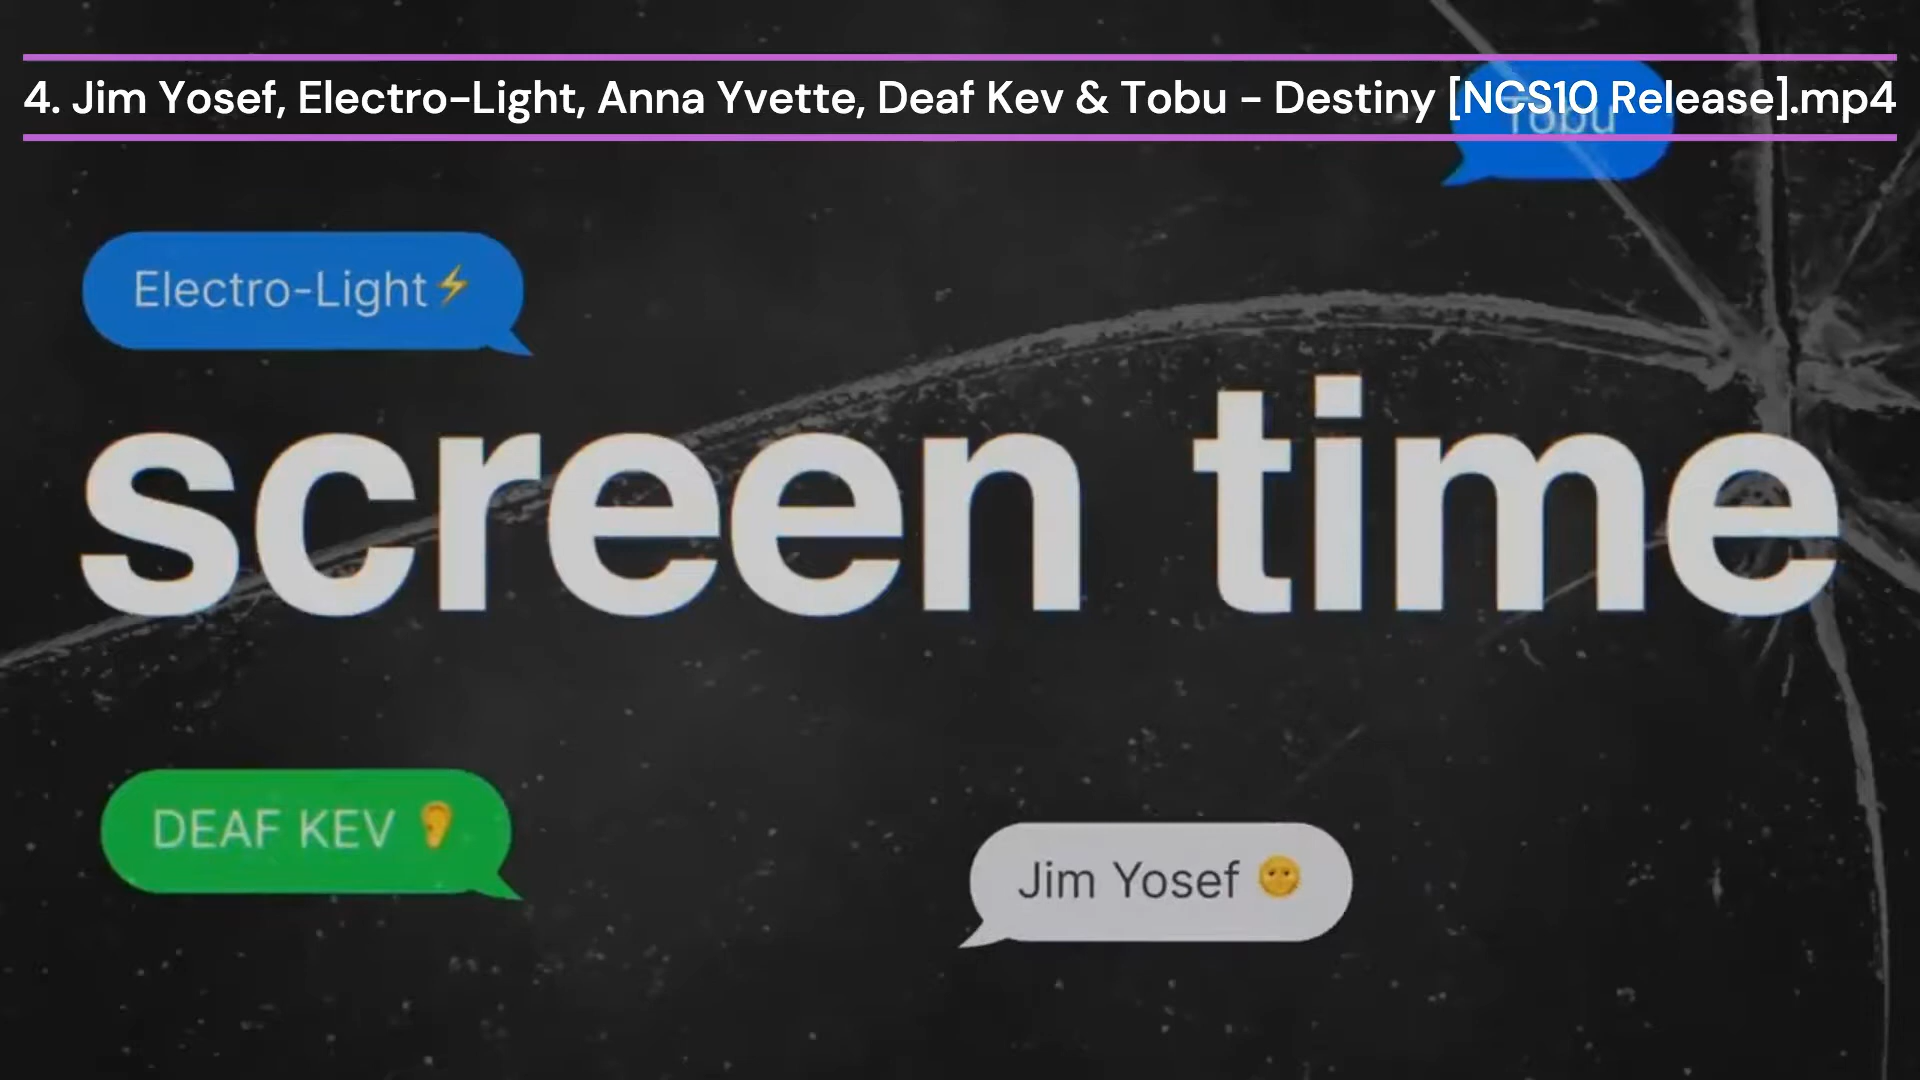 4. Jim Yosef, Electro-Light, Anna Yvette, Deaf Kev & Tobu - Destiny [NCS10 Release].mp4
Tobu
Electro-Light⚡
screen time
DEAF KEV 👂
Jim Yosef 🤫